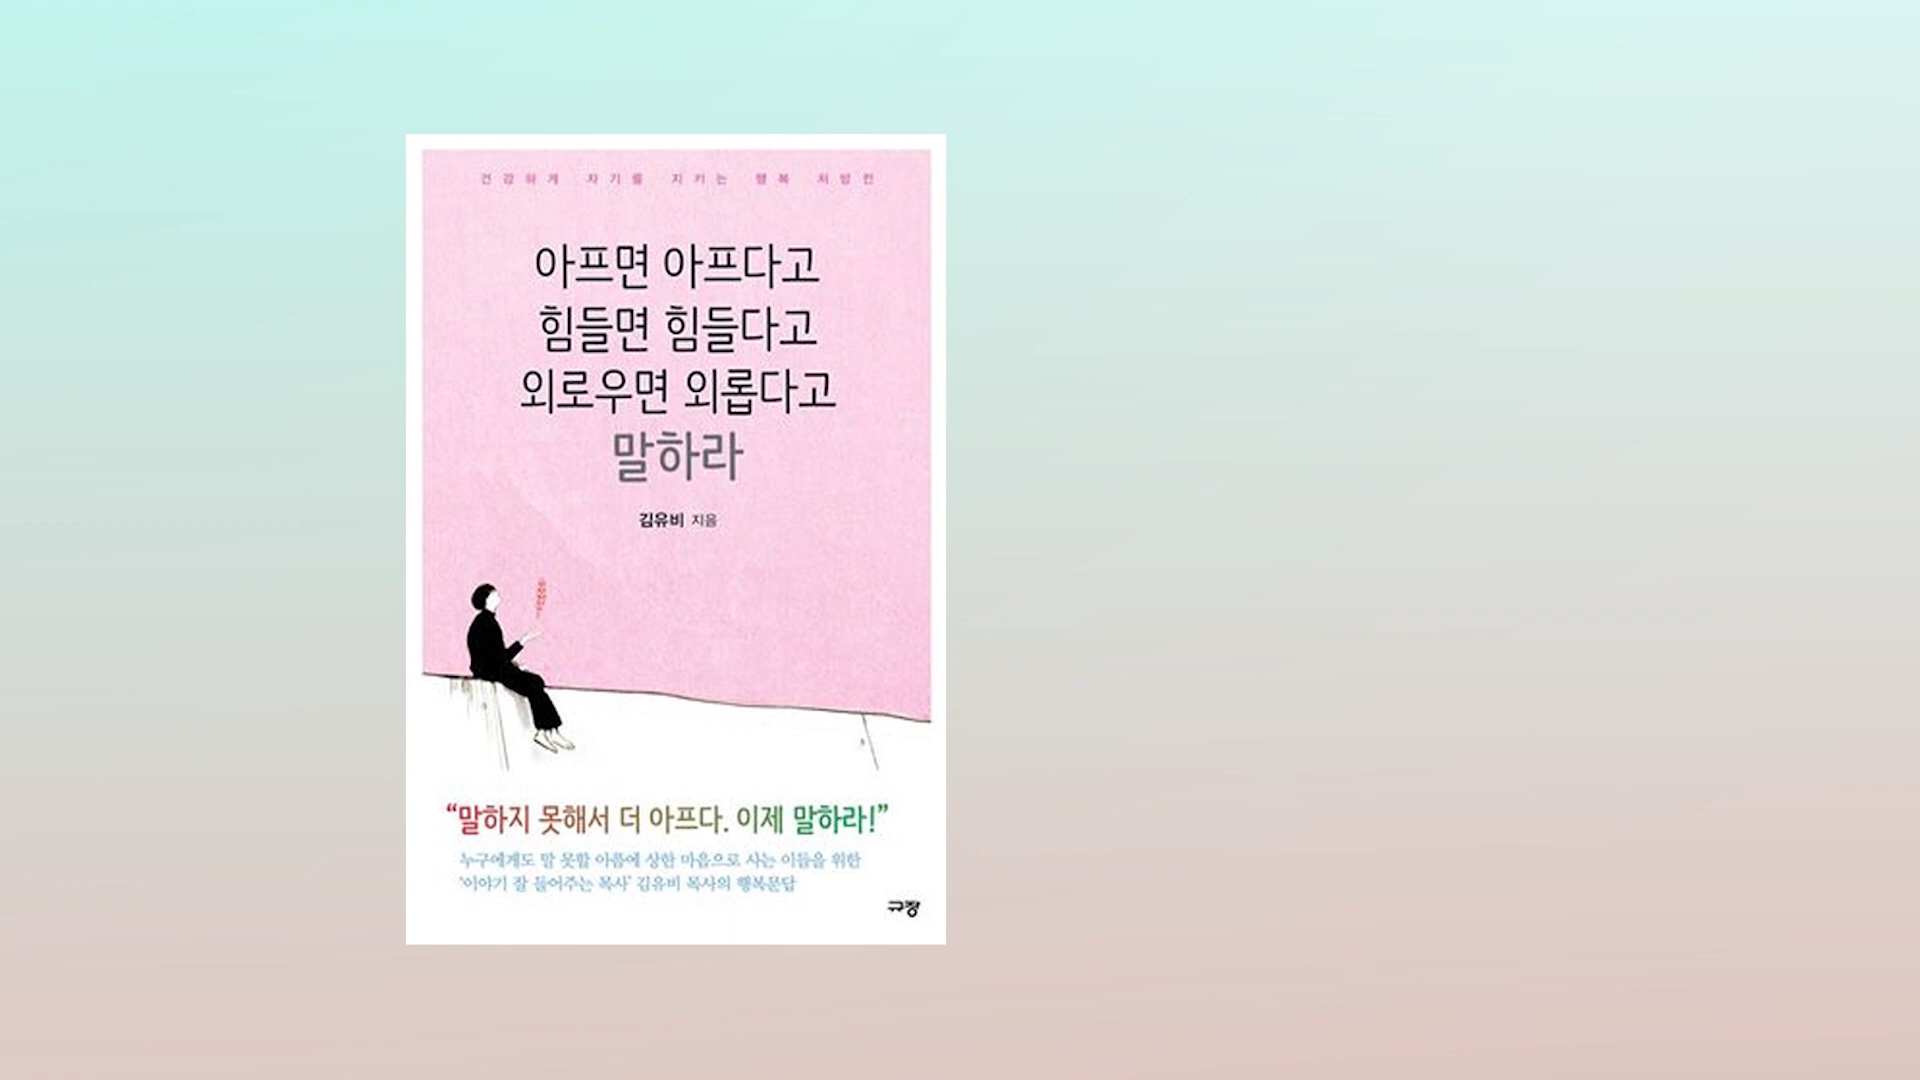 건강하게 자기를 지키는 행복 처방전
아프면 아프다고
힘들면 힘들다고
외로우면 외롭다고
말하라
김유비 지음
“말하지 못해서 더 아프다. 이제 말하라!”
누구에게도 말 못할 아픔에 상한 마음으로 사는 이들을 위한
‘이야기 잘 들어주는 목사’ 김유비 목사의 행복문답
규장